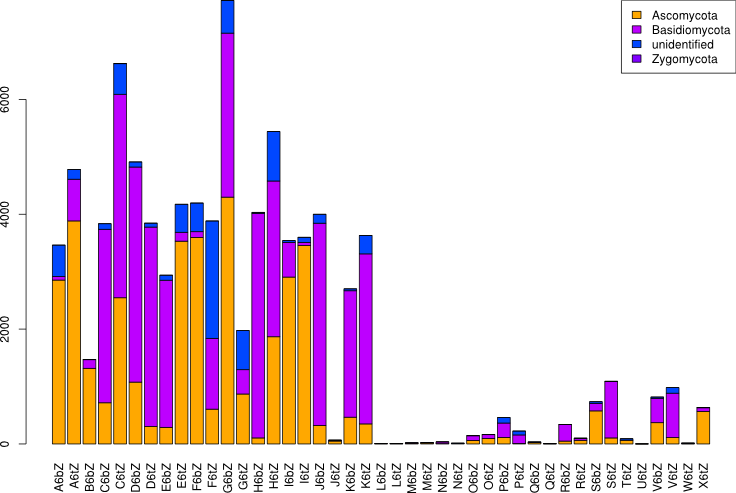 Ascomycota
Basidiomycota
unidentified
Zygomycota
6000
4000
2000
0
A6bZ
A6tZ
B6bZ
C6bZ
C6tZ
D6bZ
D6tZ
E6bZ
E6tZ
F6bZ
F6tZ
G6bZ
G6tZ
H6bZ
H6tZ
I6bZ
I6tZ
J6bZ
J6tZ
K6bZ
K6tZ
L6bZ
L6tZ
M6bZ
M6tZ
N6bZ
N6tZ
O6bZ
O6tZ
P6bZ
P6tZ
Q6bZ
Q6tZ
R6bZ
R6tZ
S6bZ
S6tZ
T6tZ
U6tZ
V6bZ
V6tZ
W6tZ
X6tZ